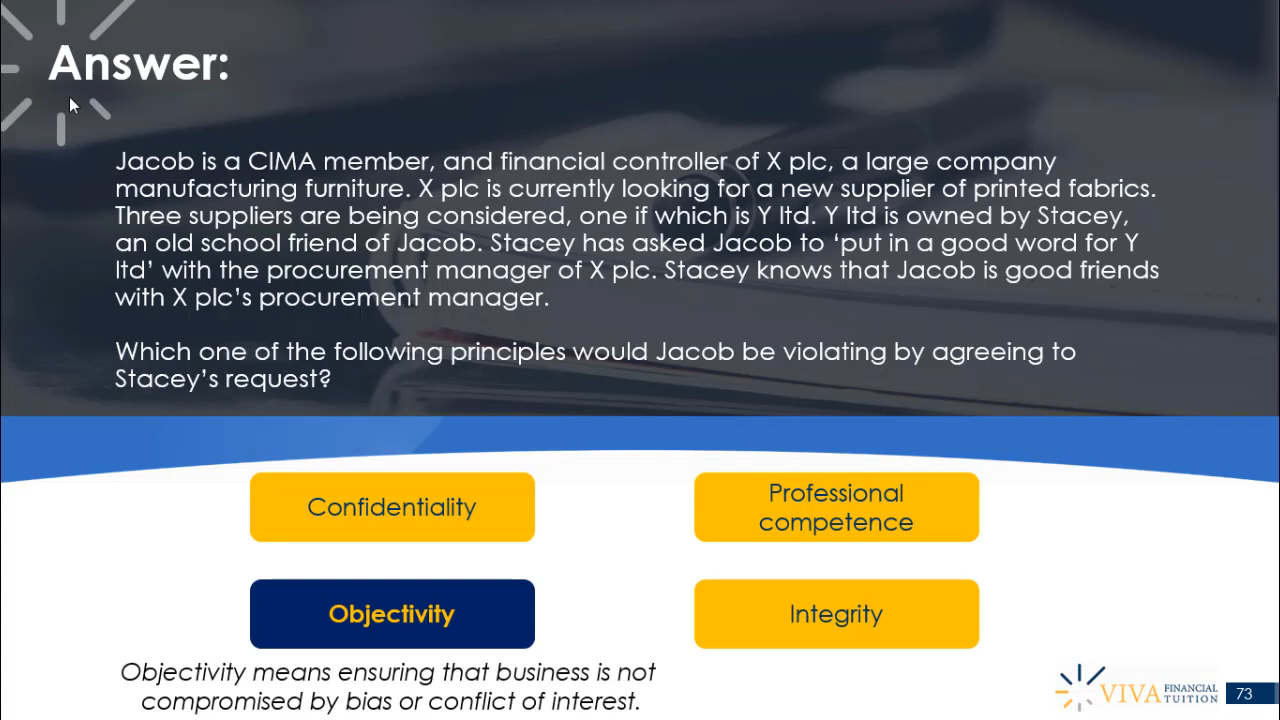 Answer:
Jacob is a CIMA member, and financial controller of X plc, a large company
manufacturing furniture. X plc is currently looking for a new supplier of printed fabrics.
Three suppliers are being considered, one if which is Y ltd. Y ltd is owned by Stacey,
an old school friend of Jacob. Stacey has asked Jacob to ‘put in a good word for Y
ltd’ with the procurement manager of X plc. Stacey knows that Jacob is good friends
with X plc’s procurement manager.
Which one of the following principles would Jacob be violating by agreeing to
Stacey’s request?
Confidentiality
Professional
competence
Objectivity
Integrity
Objectivity means ensuring that business is not
compromised by bias or conflict of interest.
VIVA FINANCIAL
TUITION
73